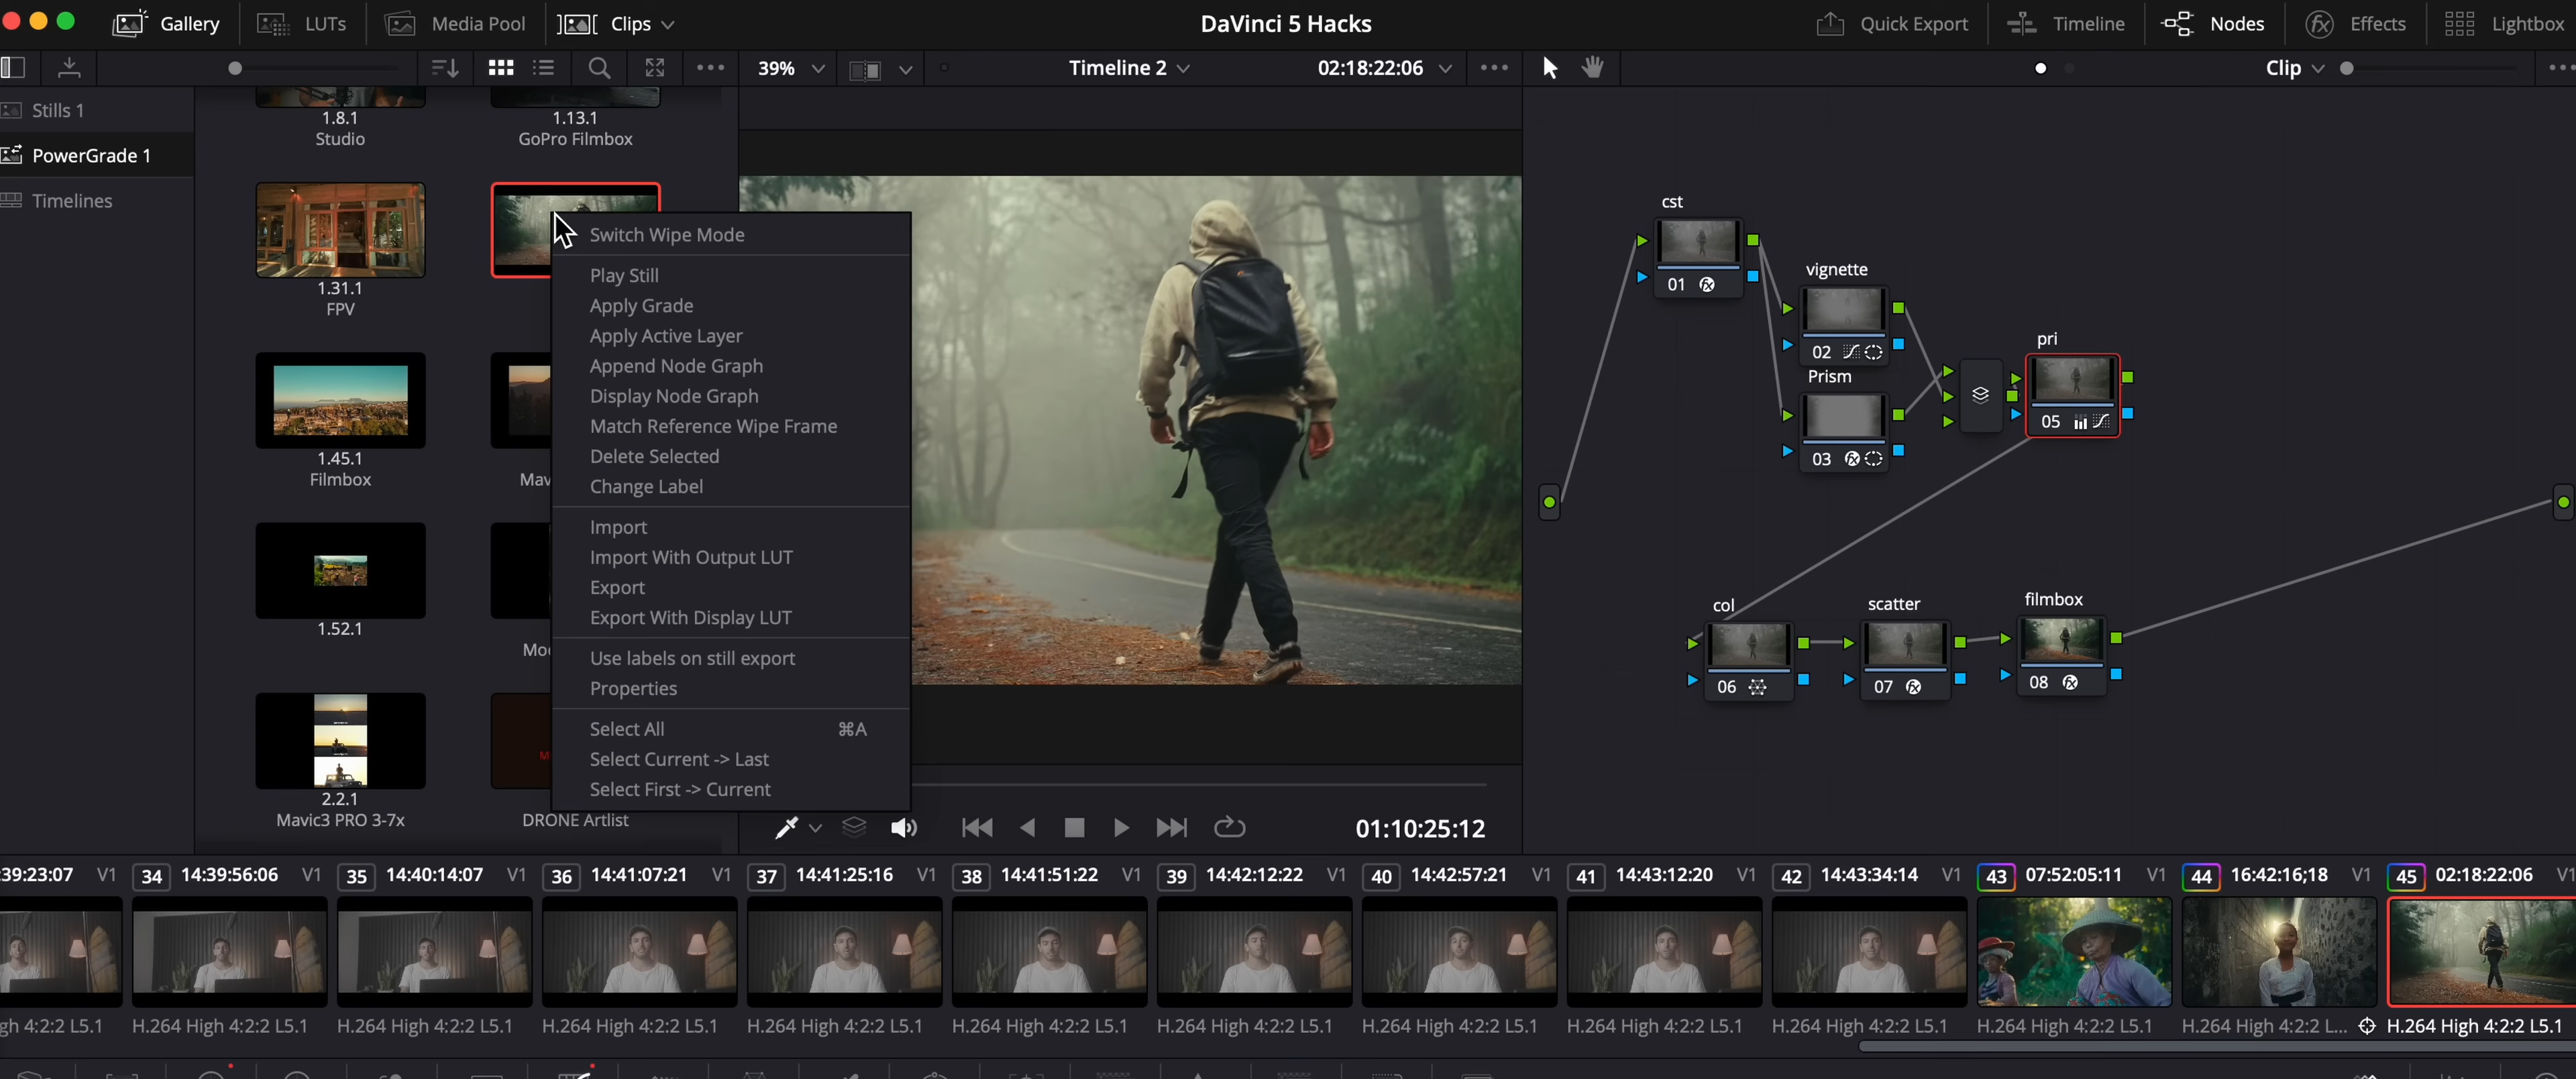 Gallery
LUTs
Media Pool
Clips
DaVinci 5 Hacks
Quick Export
Timeline
Nodes
Effects
Lightbox
39%
Timeline 2
02:18:22:06
Clip
Stills 1
PowerGrade 1
Timelines
1.8.1
Studio
1.13.1
GoPro Filmbox
1.31.1
FPV
1.45.1
Filmbox
Mav
1.52.1
Mod
2.2.1
Mavic3 PRO 3-7x
M
DRONE Artlist
Switch Wipe Mode
Play Still
Apply Grade
Apply Active Layer
Append Node Graph
Display Node Graph
Match Reference Wipe Frame
Delete Selected
Change Label
Import
Import With Output LUT
Export
Export With Display LUT
Use labels on still export
Properties
Select All ⌘A
Select Current -> Last
Select First -> Current
01:10:25:12
cst
01
vignette
02
Prism
03
pri
05
col
06
scatter
07
filmbox
08
:39:23:07 V1
34 14:39:56:06 V1
35 14:40:14:07 V1
36 14:41:07:21 V1
37 14:41:25:16 V1
38 14:41:51:22 V1
39 14:42:12:22 V1
40 14:42:57:21 V1
41 14:43:12:20 V1
42 14:43:34:14 V1
43 07:52:05:11 V1
44 16:42:16;18 V1
45 02:18:22:06 V1
gh 4:2:2 L5.1
H.264 High 4:2:2 L5.1
H.264 High 4:2:2 L5.1
H.264 High 4:2:2 L5.1
H.264 High 4:2:2 L5.1
H.264 High 4:2:2 L5.1
H.264 High 4:2:2 L5.1
H.264 High 4:2:2 L5.1
H.264 High 4:2:2 L5.1
H.264 High 4:2:2 L5.1
H.264 High 4:2:2 L5.1
H.264 High 4:2:2 L...
H.264 High 4:2:2 L5.1